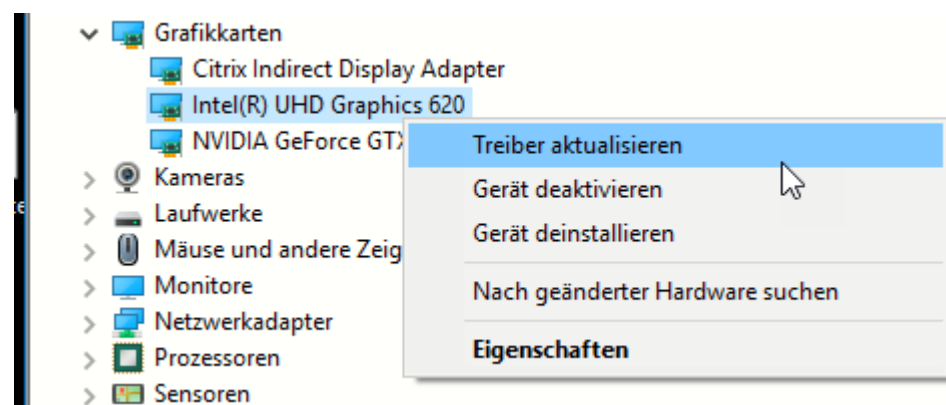 Grafikkarten
Citrix Indirect Display Adapter
Intel(R) UHD Graphics 620
NVIDIA GeForce GTX
Treiber aktualisieren
Kameras
Gerät deaktivieren
Laufwerke
Gerät deinstallieren
Mäuse und andere Zeig
Monitore
Nach geänderter Hardware suchen
Netzwerkadapter
Prozessoren
Eigenschaften
Sensoren